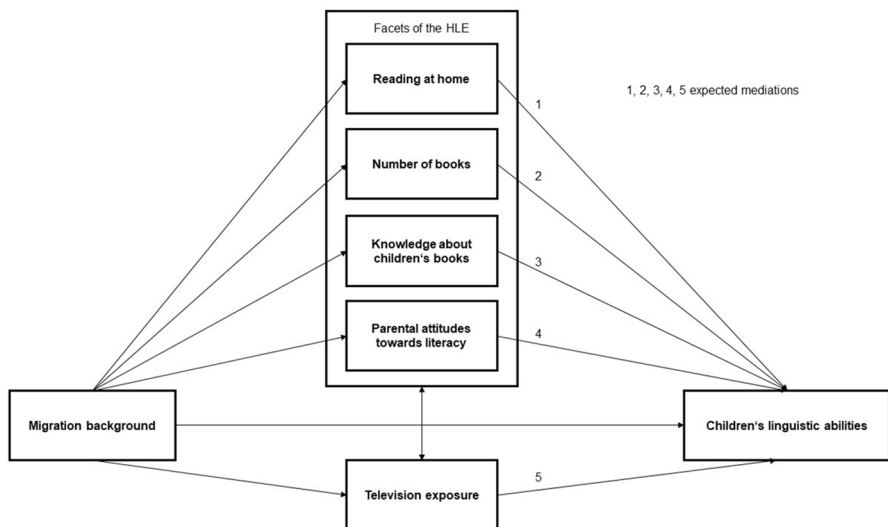 Facets of the HLE
Reading at home
1
1, 2, 3, 4, 5 expected mediations
Number of books
2
Knowledge about
children‘s books
3
Parental attitudes
towards literacy
4
Migration background
Children‘s linguistic abilities
Television exposure
5